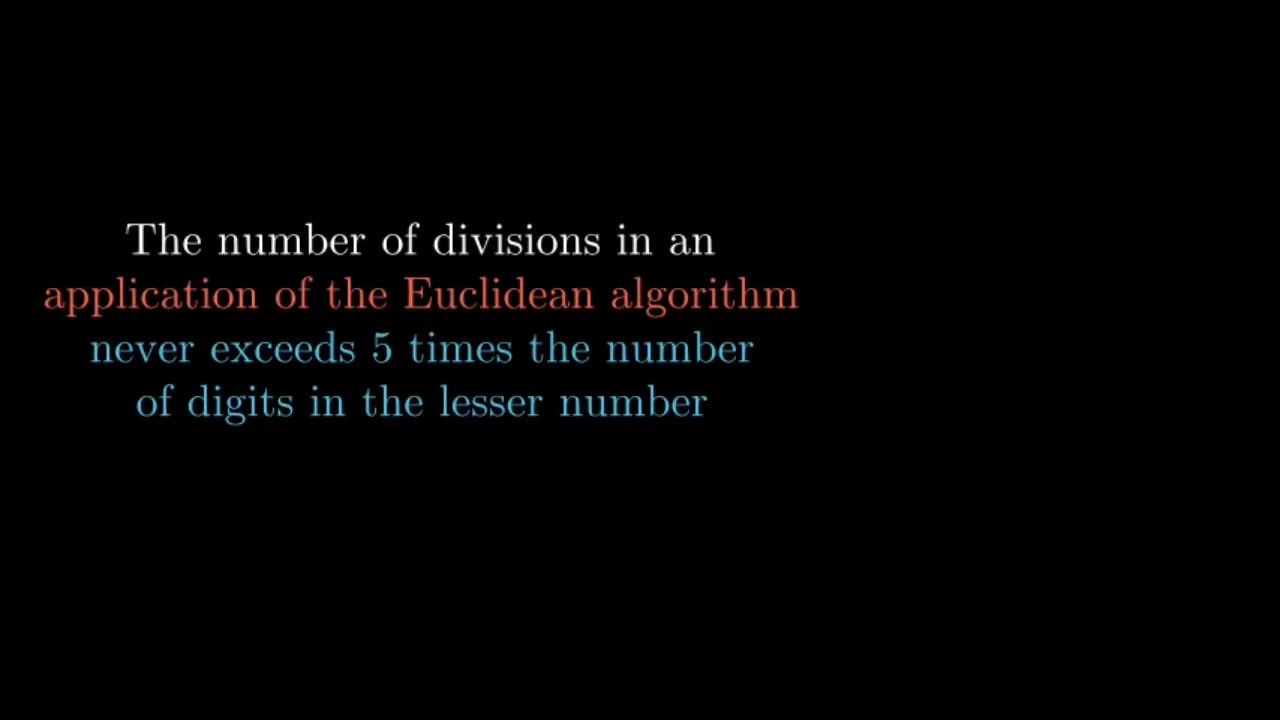 The number of divisions in an
application of the Euclidean algorithm
never exceeds 5 times the number
of digits in the lesser number